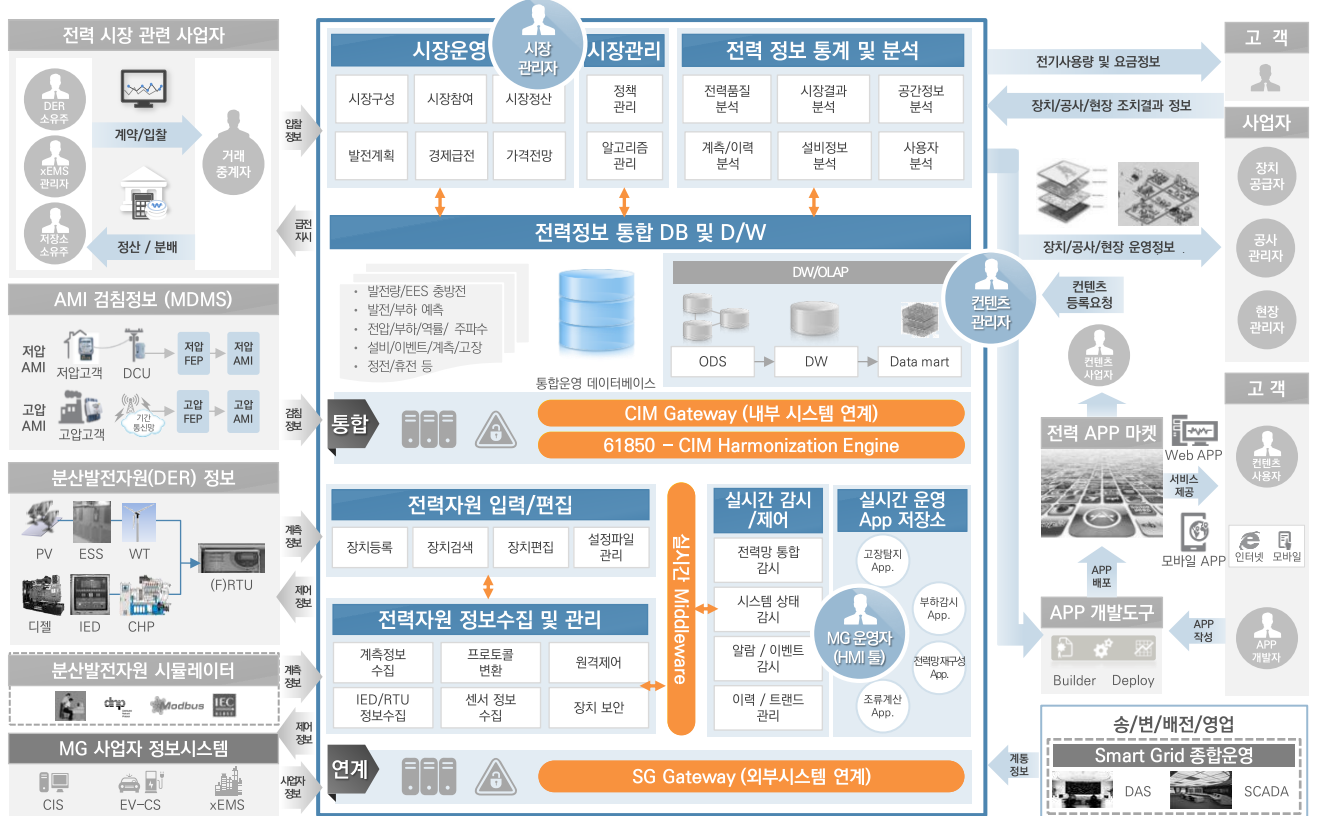 전력 시장 관련 사업자
DER
소유주
xEMS
관리자
저장소
소유주
계약/입찰
정산 / 분배
거래
중계자
입찰
정보
급전
지시
AMI 검침정보 (MDMS)
저압
AMI
저압고객
DCU
저압
FEP
저압
AMI
고압
AMI
고압고객
기간
통신망
고압
FEP
고압
AMI
검침
정보
분산발전자원(DER) 정보
PV
ESS
WT
(F)RTU
디젤
IED
CHP
계측
정보
제어
정보
분산발전자원 시뮬레이터
dnp
Modbus
IEC
계측
정보
제어
정보
MG 사업자 정보시스템
CIS
EV-CS
xEMS
사업자
정보
시장운영
시장
관리자
시장관리
전력 정보 통계 및 분석
시장구성
시장참여
시장정산
발전계획
경제급전
가격전망
정책
관리
알고리즘
관리
전력품질
분석
시장결과
분석
공간정보
분석
계측/이력
분석
설비정보
분석
사용자
분석
전력정보 통합 DB 및 D/W
• 발전량/EES 충방전
• 발전/부하 예측
• 전압/부하/역률/ 주파수
• 설비/이벤트/계측/고장
• 정전/휴전 등
통합운영 데이터베이스
DW/OLAP
ODS
DW
Data mart
컨텐츠
관리자
통합
CIM Gateway (내부 시스템 연계)
61850 – CIM Harmonization Engine
전력자원 입력/편집
장치등록
장치검색
장치편집
설정파일
관리
전력자원 정보수집 및 관리
계측정보
수집
프로토콜
변환
원격제어
IED/RTU
정보수집
센서 정보
수집
장치 보안
실시간 Middleware
실시간 감시
/제어
전력망 통합
감시
시스템 상태
감시
알람 / 이벤트
감시
이력 / 트랜드
관리
실시간 운영
App 저장소
고장탐지
App.
부하감시
App.
MG 운영자
(HMI 툴)
전력망재구성
App.
조류계산
App.
연계
SG Gateway (외부시스템 연계)
전기사용량 및 요금정보
장치/공사/현장 조치결과 정보
장치/공사/현장 운영정보 .
컨텐츠
등록요청
컨텐츠
사업자
고 객
사업자
장치
공급자
공사
관리자
현장
관리자
전력 APP 마켓
Web APP
서비스
제공
모바일 APP
고 객
컨텐츠
사용자
인터넷
모바일
APP
배포
APP 개발도구
Builder
Deploy
APP
작성
APP
개발자
계통
정보
송/변/배전/영업
Smart Grid 종합운영
DAS
SCADA